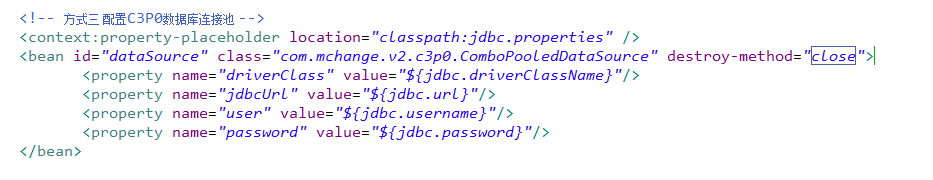 <!-- 方式三 配置C3P0数据库连接池 -->
<context:property-placeholder location="classpath:jdbc.properties" />
<bean id="dataSource" class="com.mchange.v2.c3p0.ComboPooledDataSource" destroy-method="close">
<property name="driverClass" value="${jdbc.driverClassName}"/>
<property name="jdbcUrl" value="${jdbc.url}"/>
<property name="user" value="${jdbc.username}"/>
<property name="password" value="${jdbc.password}"/>
</bean>